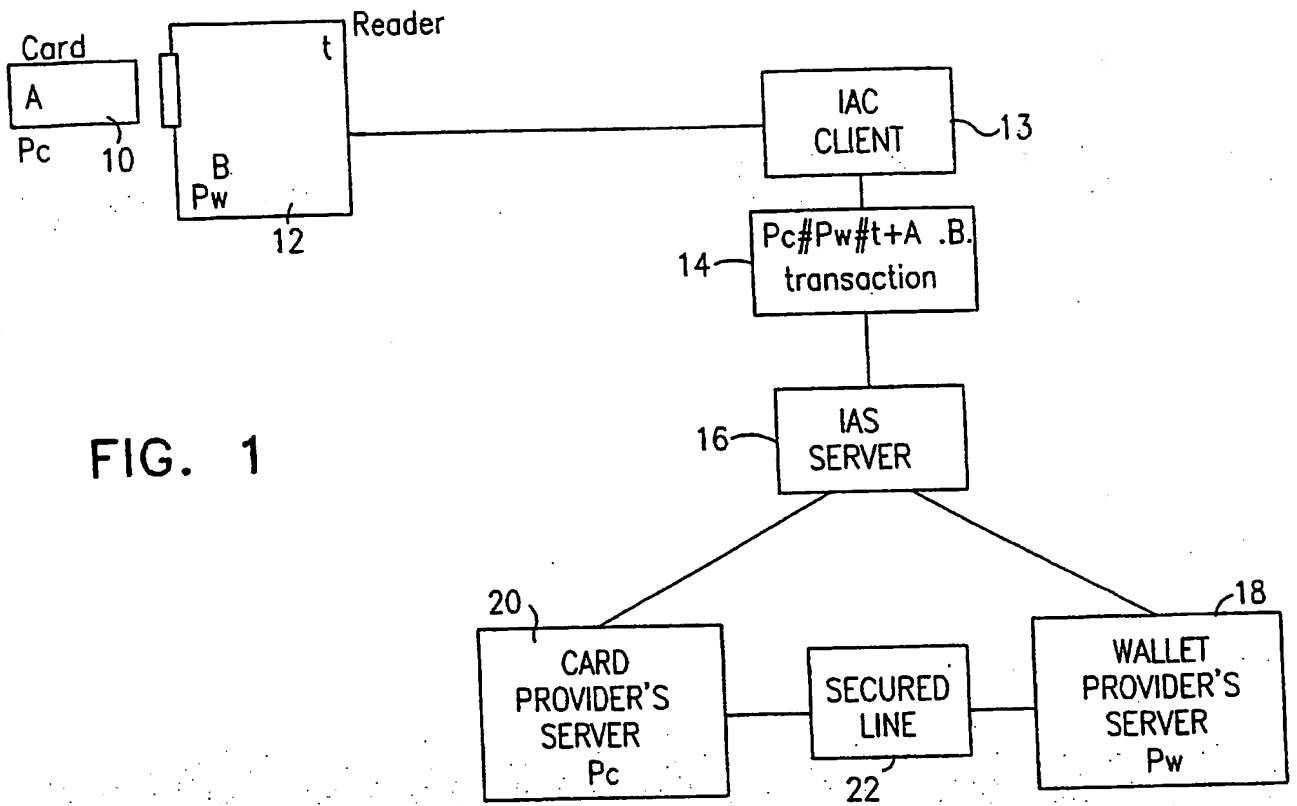 Card
A
Pc
10
Reader
t
B
Pw
12
IAC
CLIENT
13
Pc#Pw#t+A .B.
transaction
14
IAS
SERVER
16
FIG. 1
20
CARD
PROVIDER'S
SERVER
Pc
SECURED
LINE
22
18
WALLET
PROVIDER'S
SERVER
Pw